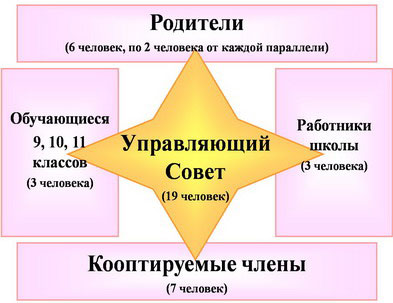 Родители
(6 человек, по 2 человека от каждой параллели)
Обучающиеся
9, 10, 11
классов
(3 человека)
Управляющий
Совет
(19 человек)
Работники
школы
(3 человека)
Кооптируемые члены
(7 человек)